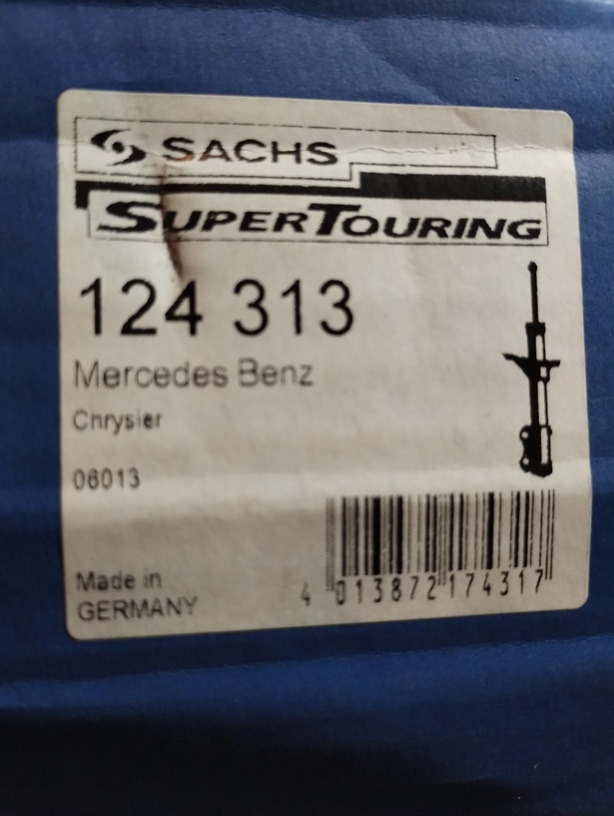 SACHS
SUPERTOURING
124 313
Mercedes Benz
Chrysler
06013
Made in
GERMANY
4 013872 174317